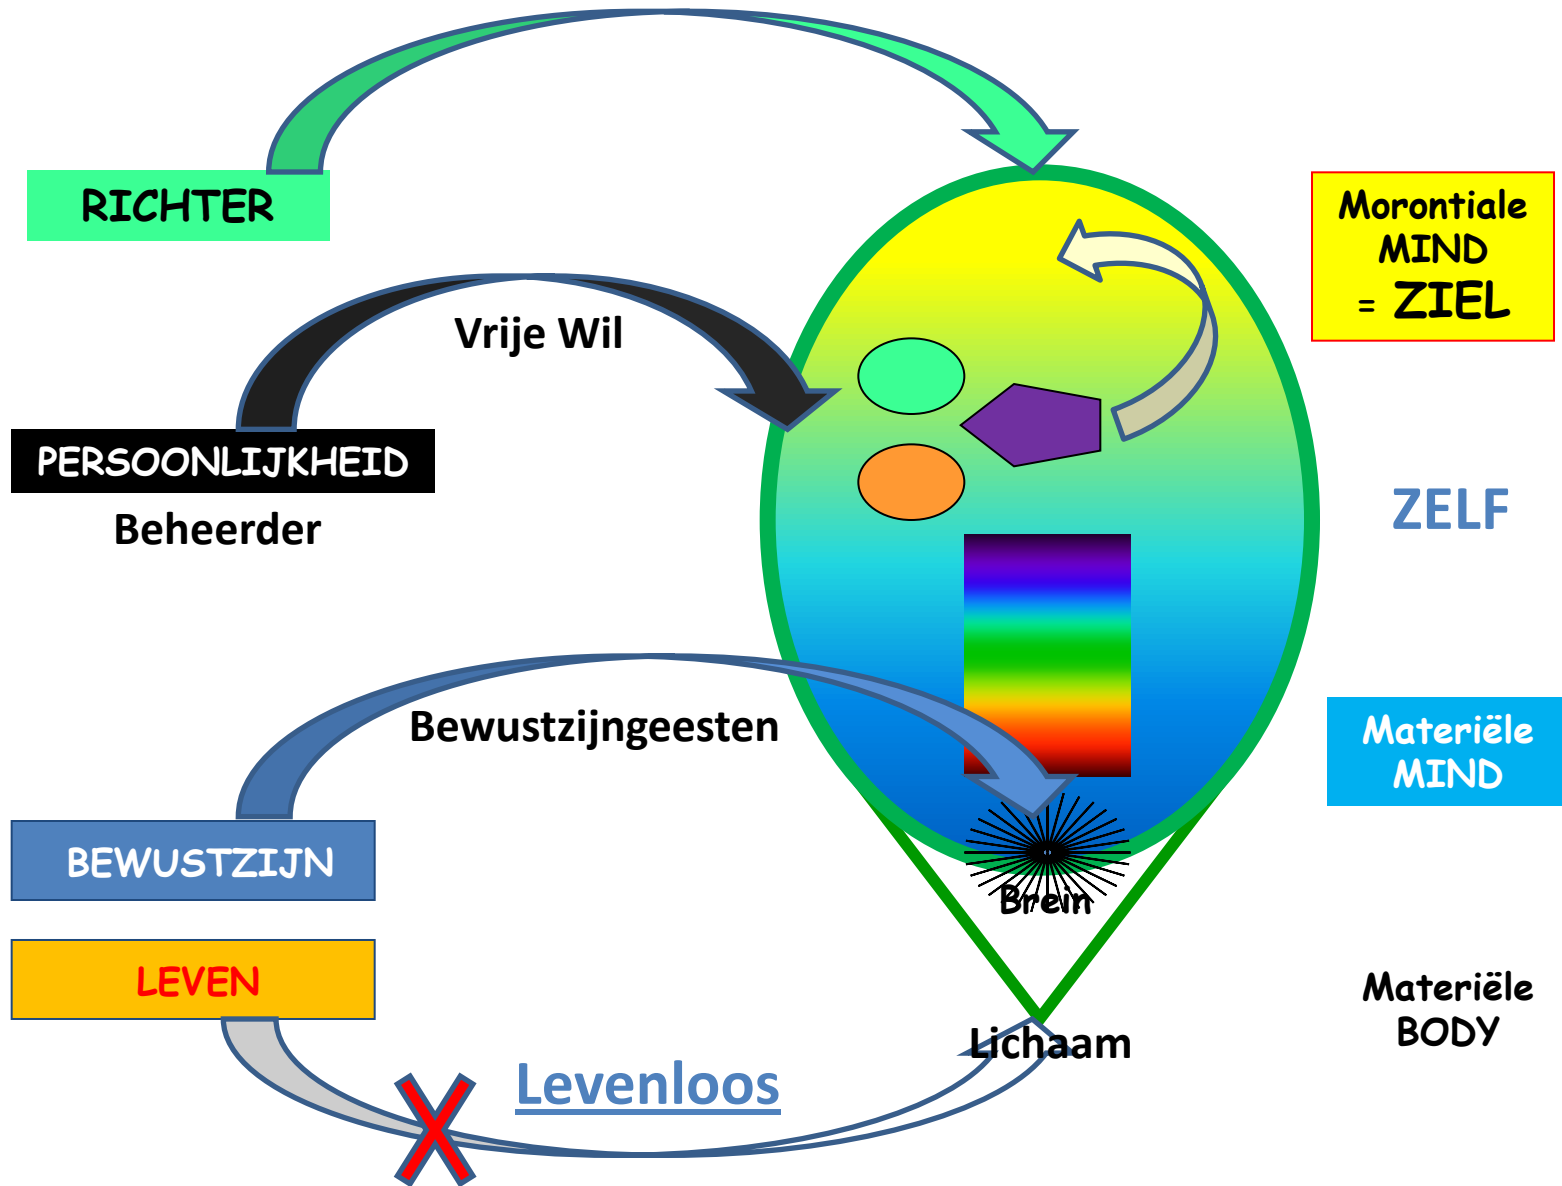 RICHTER
Morontiale
MIND
= ZIEL
Vrije Wil
PERSOONLIJKHEID
Beheerder
ZELF
Bewustzijngeesten
Materiële
MIND
BEWUSTZIJN
Brein
LEVEN
Materiële
BODY
Lichaam
Levenloos